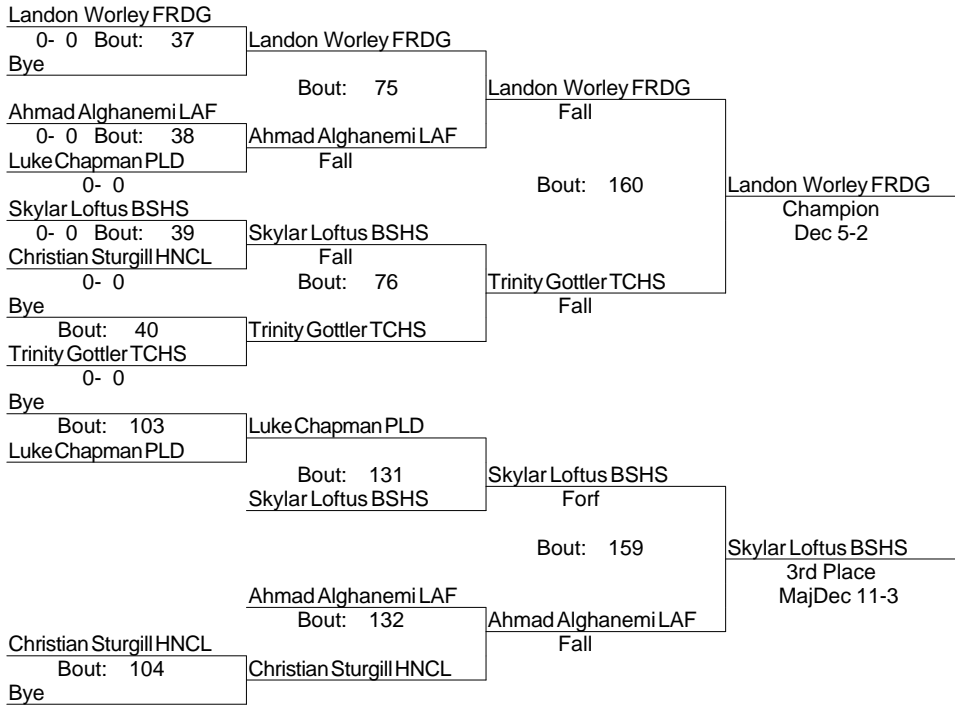 Landon Worley FRDG
0- 0 Bout: 37
Landon Worley FRDG
Bye
Bout: 75
Landon Worley FRDG
Ahmad Alghanemi LAF
Fall
0- 0 Bout: 38
Ahmad Alghanemi LAF
Luke Chapman PLD
Fall
0- 0
Bout: 160
Landon Worley FRDG
Skylar Loftus BSHS
Champion
0- 0 Bout: 39
Skylar Loftus BSHS
Dec 5-2
Christian Sturgill HNCL
Fall
0- 0
Bout: 76
Trinity Gottler TCHS
Bye
Fall
Bout: 40
Trinity Gottler TCHS
Trinity Gottler TCHS
0- 0
Bye
Bout: 103
Luke Chapman PLD
Luke Chapman PLD
Bout: 131
Skylar Loftus BSHS
Skylar Loftus BSHS
Forf
Bout: 159
Skylar Loftus BSHS
3rd Place
Ahmad Alghanemi LAF
MajDec 11-3
Bout: 132
Ahmad Alghanemi LAF
Christian Sturgill HNCL
Fall
Bout: 104
Christian Sturgill HNCL
Bye